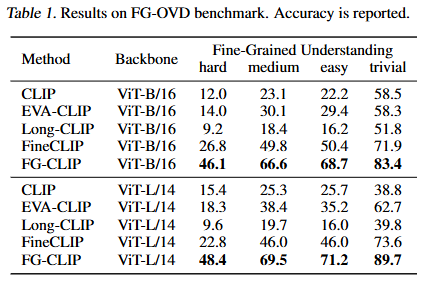 Table 1. Results on FG-OVD benchmark. Accuracy is reported.
Method Backbone Fine-Grained Understanding
hard medium easy trivial
CLIP ViT-B/16 12.0 23.1 22.2 58.5
EVA-CLIP ViT-B/16 14.0 30.1 29.4 58.3
Long-CLIP ViT-B/16 9.2 18.4 16.2 51.8
FineCLIP ViT-B/16 26.8 49.8 50.4 71.9
FG-CLIP ViT-B/16 46.1 66.6 68.7 83.4
CLIP ViT-L/14 15.4 25.3 25.7 38.8
EVA-CLIP ViT-L/14 18.3 38.4 35.2 62.7
Long-CLIP ViT-L/14 9.6 19.7 16.0 39.8
FineCLIP ViT-L/14 22.8 46.0 46.0 73.6
FG-CLIP ViT-L/14 48.4 69.5 71.2 89.7